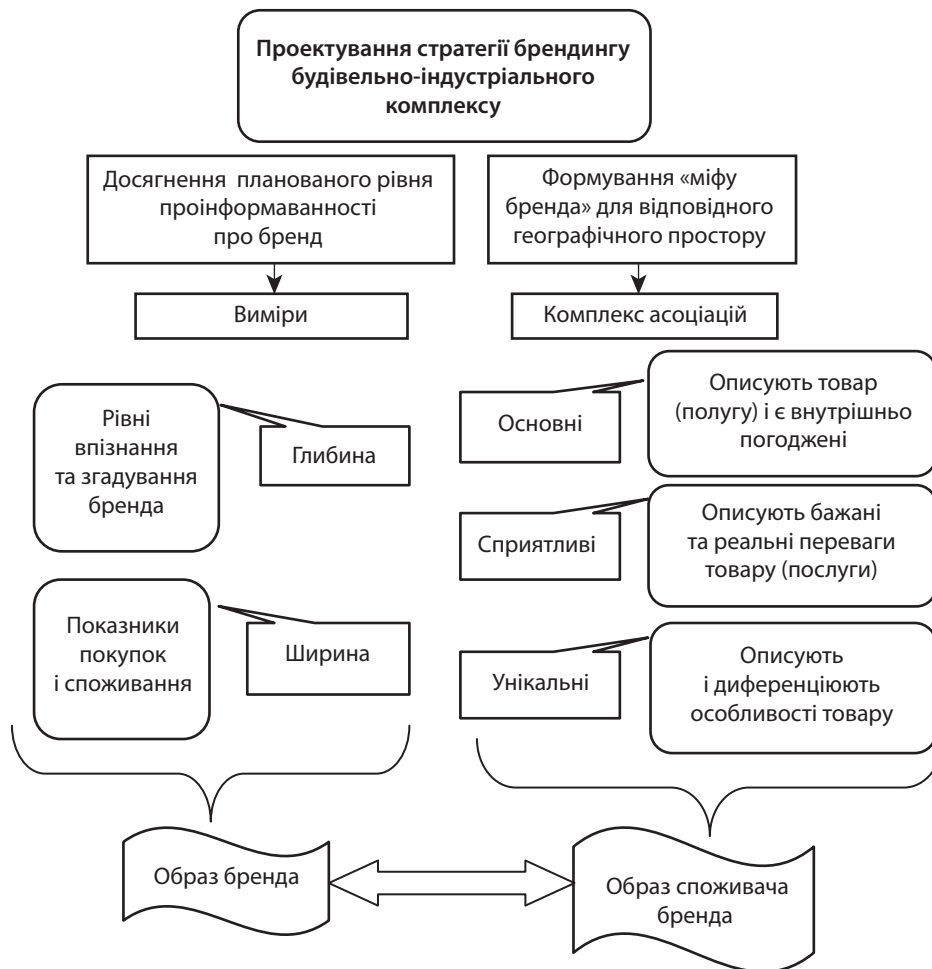 Проектування стратегії брендингу
будівельно-індустріального
комплексу
Досягнення планованого рівня
проінформаванності
про бренд
Формування «міфу
бренда» для відповідного
географічного простору
Виміри
Комплекс асоціацій
Рівні
впізнання
та згадування
бренда
Глибина
Основні
Описують товар
(полугу) і є внутрішньо
погоджені
Сприятливі
Описують бажані
та реальні переваги
товару (послуги)
Показники
покупок
і споживання
Ширина
Унікальні
Описують
і диференціюють
особливості товару
Образ бренда
Образ споживача
бренда